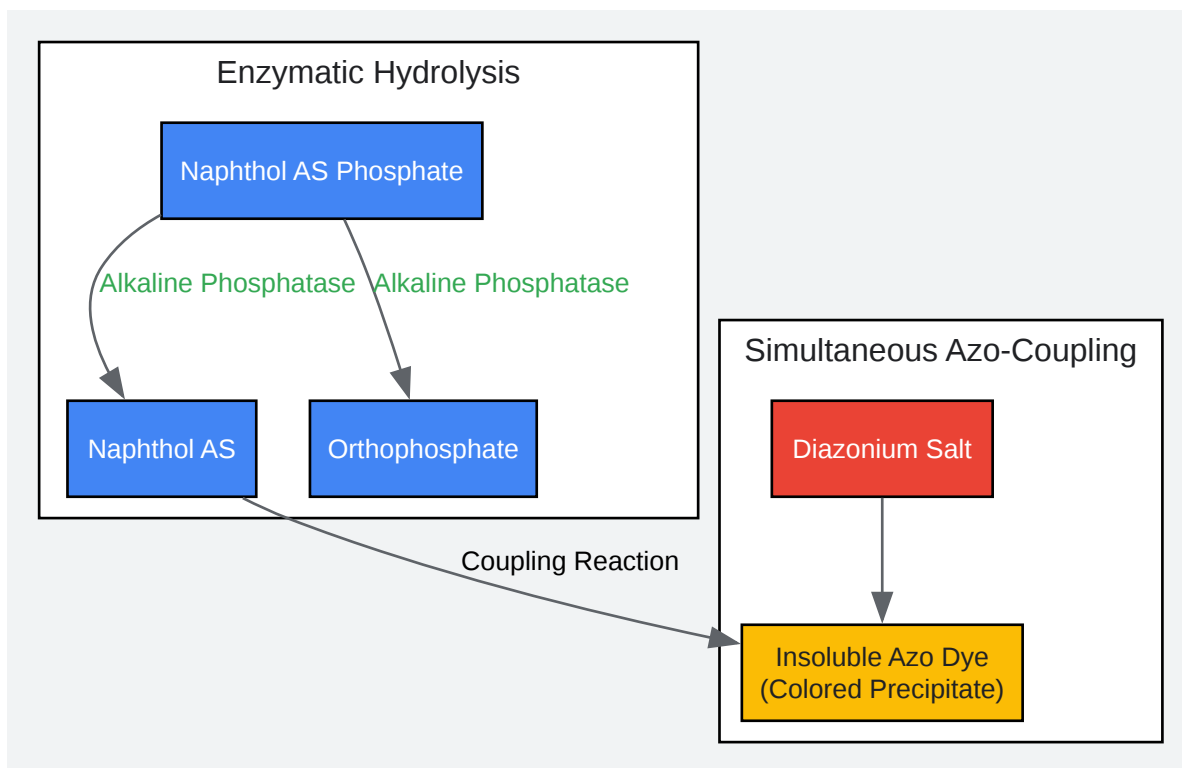 Enzymatic Hydrolysis
Naphthol AS Phosphate
Alkaline Phosphatase
Alkaline Phosphatase
Naphthol AS
Orthophosphate
Simultaneous Azo-Coupling
Diazonium Salt
Coupling Reaction
Insoluble Azo Dye
(Colored Precipitate)